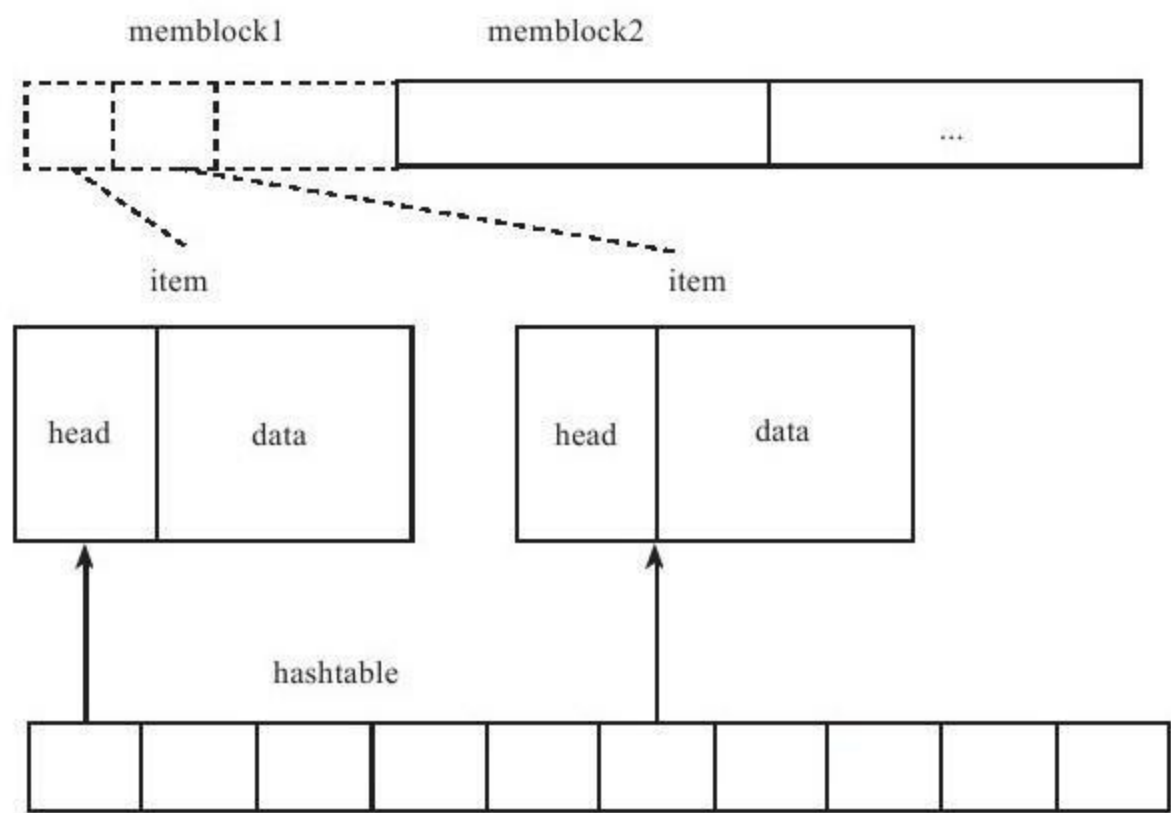 memblock1 memblock2
...
item item
head data head data
hashtable